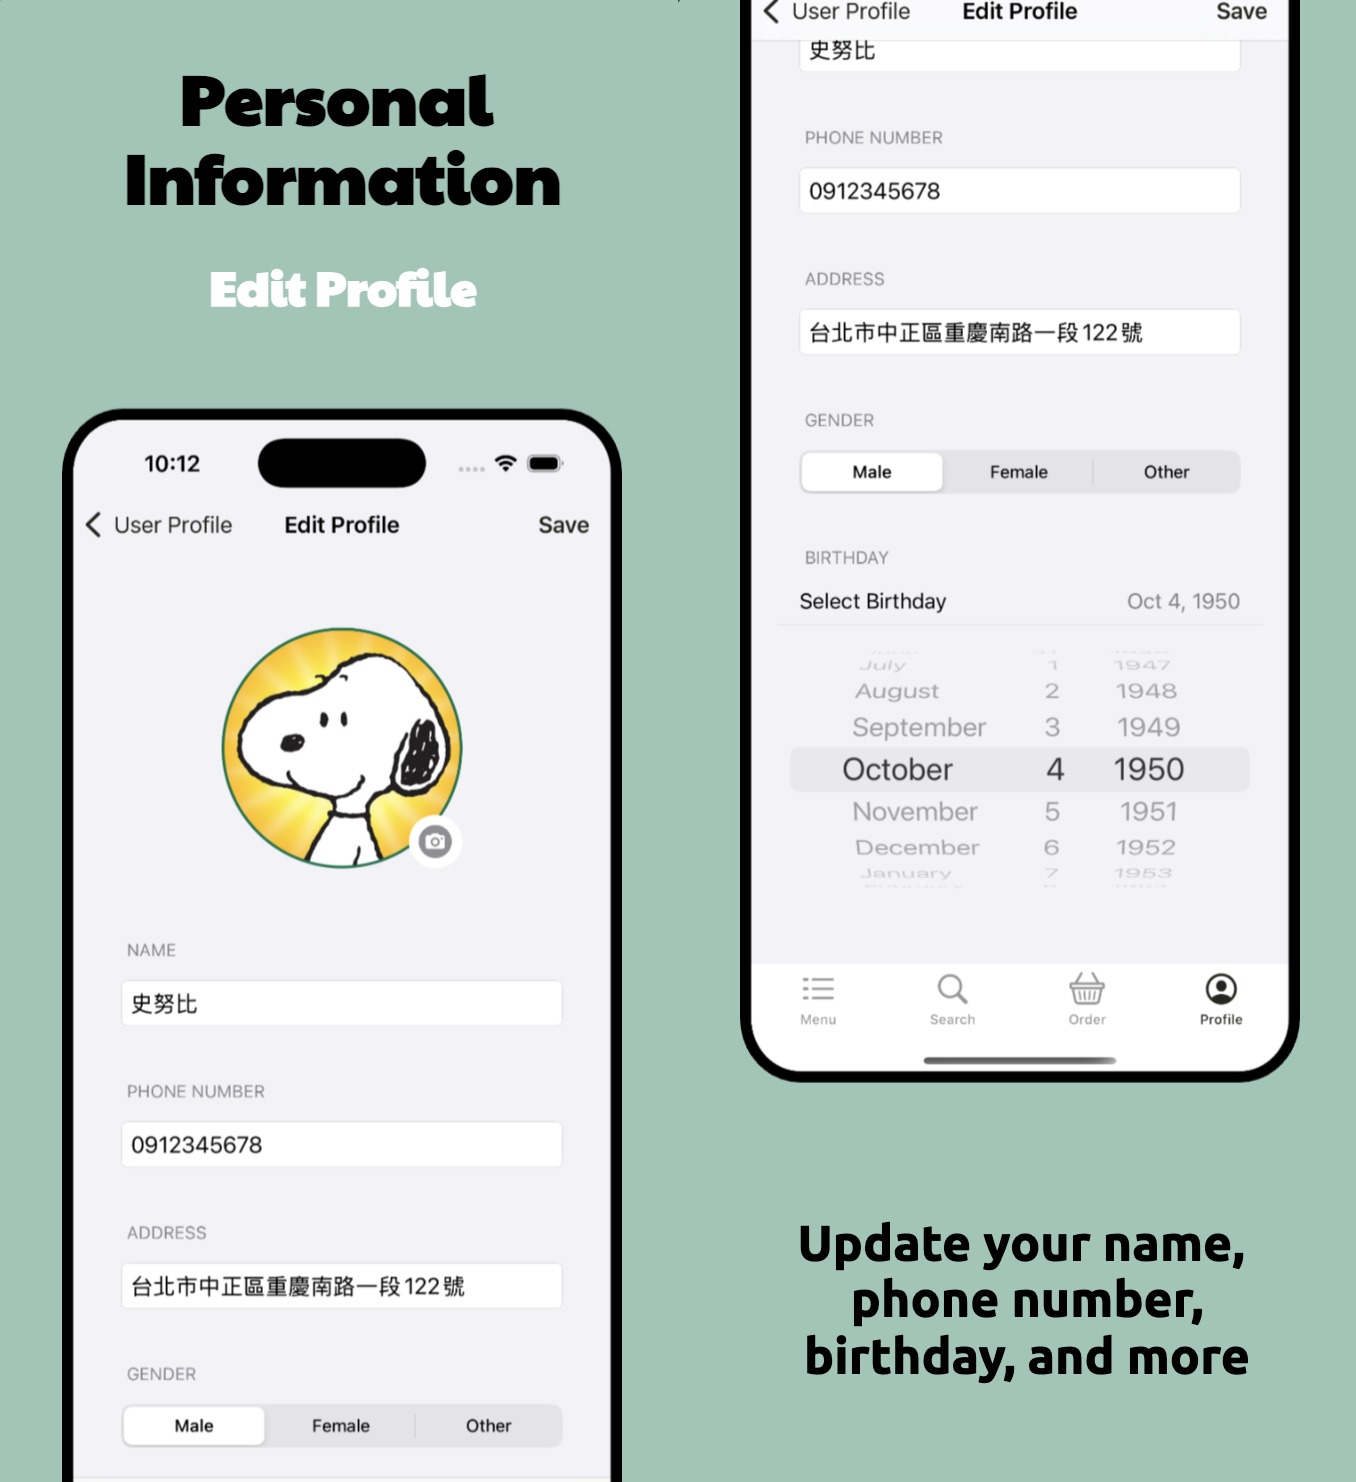 Personal
Information
Edit Profile
10:12
User Profile
Edit Profile
Save
NAME
史努比
PHONE NUMBER
0912345678
ADDRESS
台北市中正區重慶南路一段122號
GENDER
Male Female Other
User Profile
Edit Profile
Save
史努比
PHONE NUMBER
0912345678
ADDRESS
台北市中正區重慶南路一段122號
GENDER
Male Female Other
BIRTHDAY
Select Birthday Oct 4, 1950
July 1 1947
August 2 1948
September 3 1949
October 4 1950
November 5 1951
December 6 1952
January 7 1953
Menu Search Order Profile
Update your name,
phone number,
birthday, and more